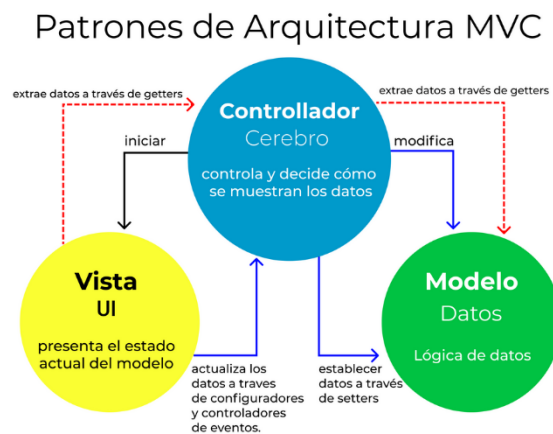 Patrones de Arquitectura MVC
extrae datos a través de getters
extrae datos a través de getters
Controllador
Cerebro
controla y decide cómo
se muestran los datos
iniciar
modifica
Vista
UI
presenta el estado
actual del modelo
Modelo
Datos
Lógica de datos
actualiza los
datos a traves
de configuradores
y controladores
de eventos.
establecer
datos a través
de setters